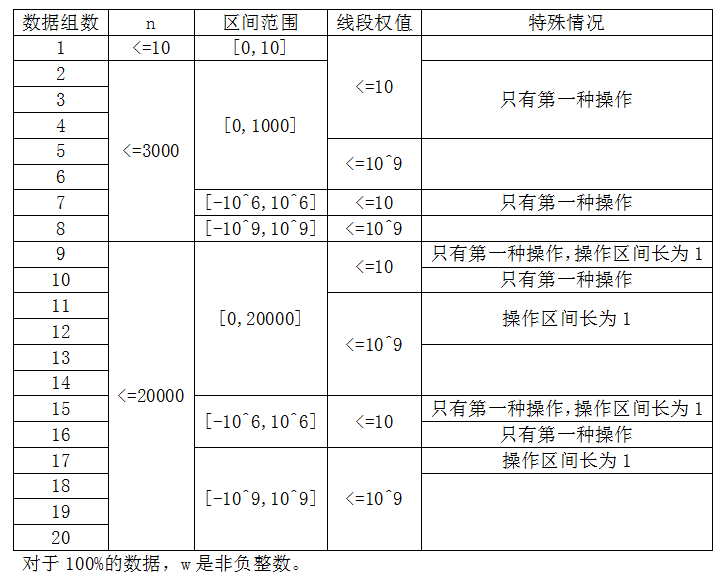 数据组数 n 区间范围 线段权值 特殊情况
1 <=10 [0,10]
2
3 <=10 只有第一种操作
4 [0,1000]
5 <=3000
6 <=10^9
7 [-10^6,10^6] <=10 只有第一种操作
8 [-10^9,10^9] <=10^9
9 只有第一种操作,操作区间长为1
10 <=10 只有第一种操作
11
12 [0,20000] 操作区间长为1
13 <=10^9
14
15 <=20000 只有第一种操作,操作区间长为1
16 [-10^6,10^6] <=10 只有第一种操作
17 操作区间长为1
18
19 [-10^9,10^9] <=10^9
20
对于100%的数据，w是非负整数。